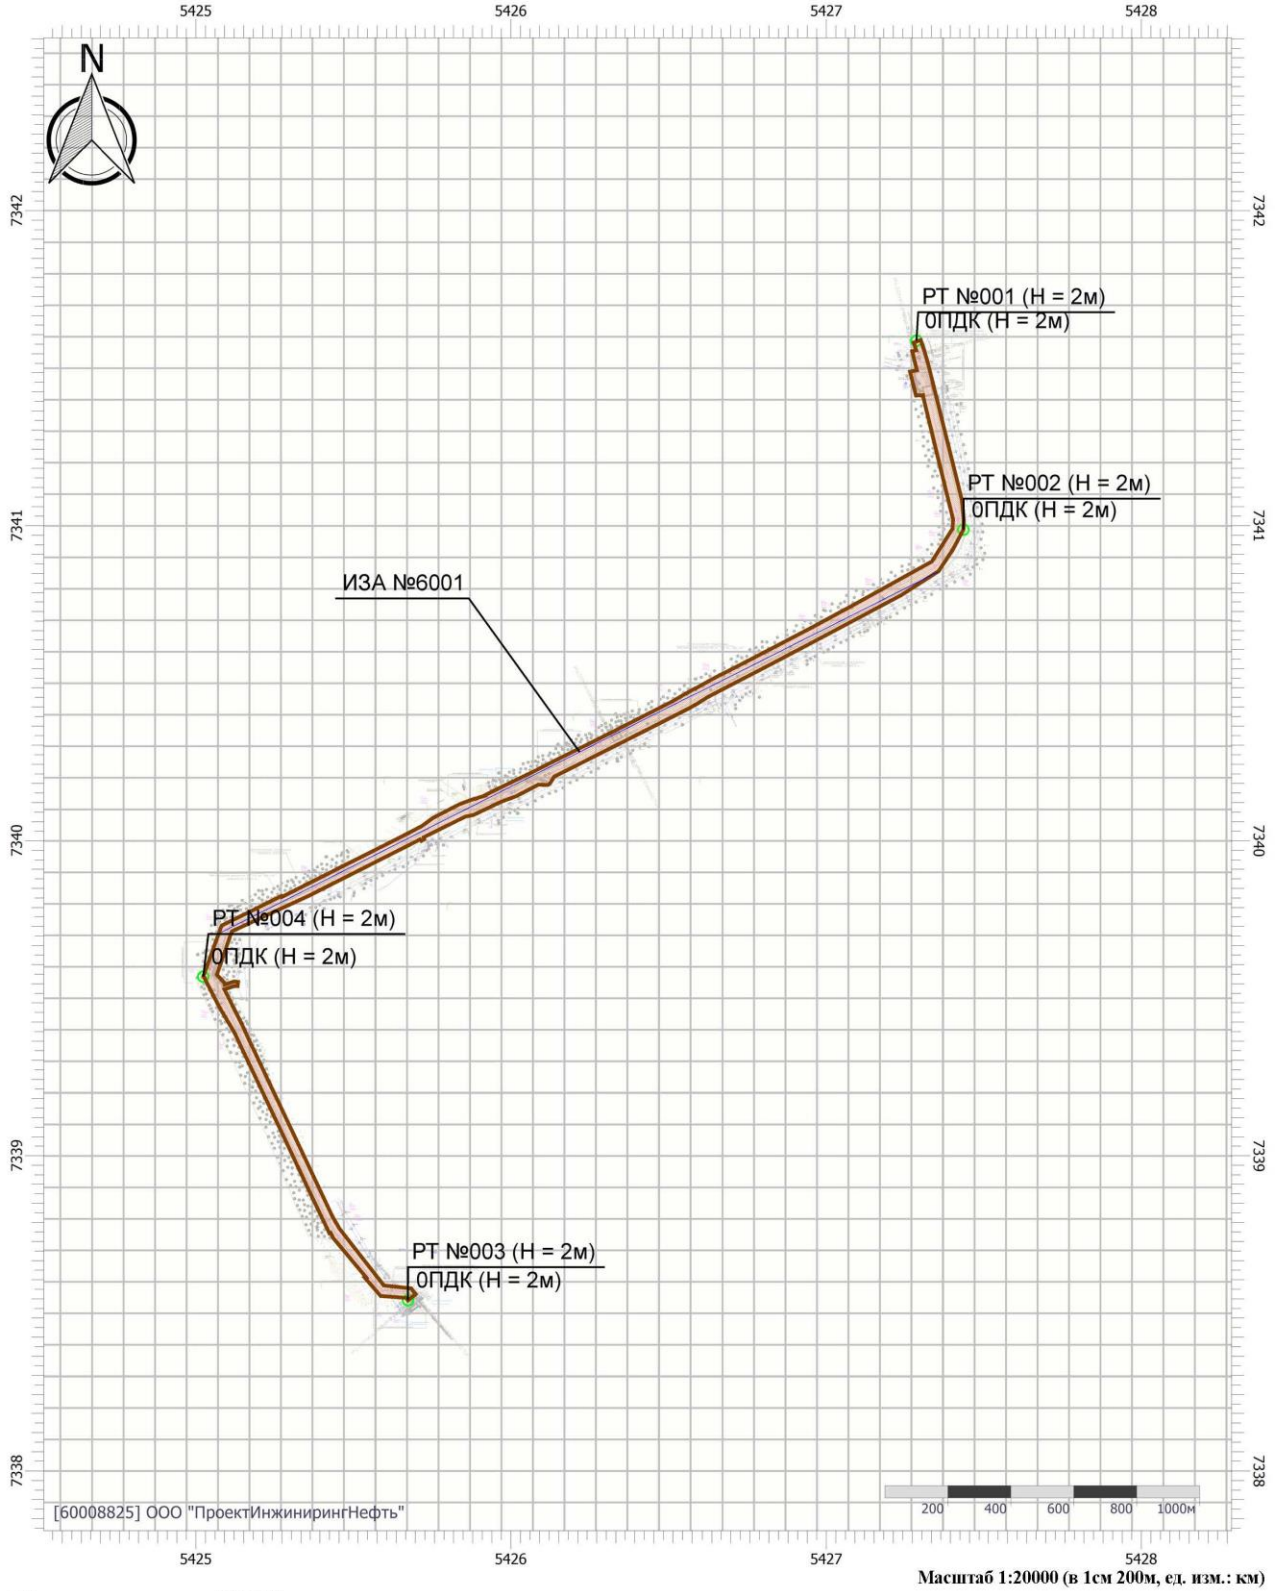 5425 5426 5427 5428
N
7342 7342
РТ №001 (H = 2м)
0ПДК (H = 2м)
РТ №002 (H = 2м)
0ПДК (H = 2м)
7341 7341
ИЗА №6001
7340 7340
РТ №004 (H = 2м)
0ПДК (H = 2м)
7339 7339
РТ №003 (H = 2м)
0ПДК (H = 2м)
7338 7338
[60008825] ООО "ПроектИнжинирингНефть"
200 400 600 800 1000м
5425 5426 5427 5428
Масштаб 1:20000 (в 1см 200м, ед. изм.: км)